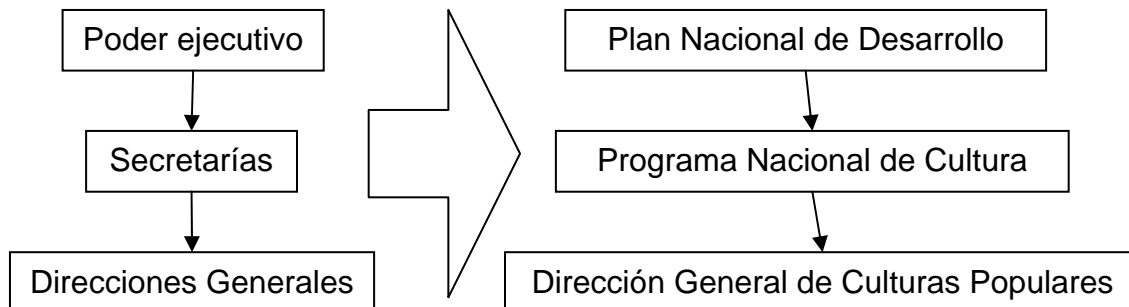 Poder ejecutivo
Plan Nacional de Desarrollo
Secretarías
Programa Nacional de Cultura
Direcciones Generales
Dirección General de Culturas Populares